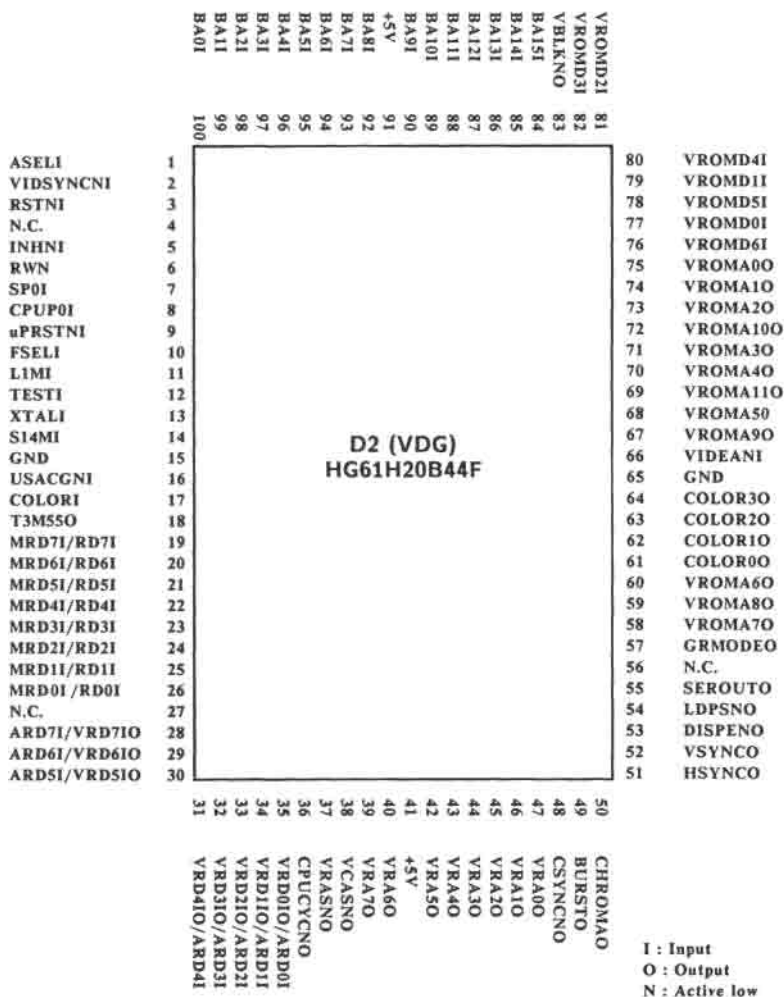 BA0I
BA1I
BA2I
BA3I
BA4I
BA5I
BA6I
BA7I
BA8I
+5V
BA9I
BA10I
BA11I
BA12I
BA13I
BA14I
BA15I
VBLKNO
VROMD3I
VROMD2I
100 99 98 97 96 95 94 93 92 91 90 89 88 87 86 85 84 83 82 81
ASELI 1
VIDSYNCNI 2
RSTNI 3
N.C. 4
INHNI 5
RWN 6
SP0I 7
CPUP0I 8
uPRSTNI 9
FSELI 10
L1MI 11
TESTI 12
XTALI 13
S14MI 14
GND 15
USACGNI 16
COLORI 17
T3M55O 18
MRD7I/RD7I 19
MRD6I/RD6I 20
MRD5I/RD5I 21
MRD4I/RD4I 22
MRD3I/RD3I 23
MRD2I/RD2I 24
MRD1I/RD1I 25
MRD0I /RD0I 26
N.C. 27
ARD7I/VRD7IO 28
ARD6I/VRD6IO 29
ARD5I/VRD5IO 30
D2 (VDG)
HG61H20B44F
80 VROMD4I
79 VROMD1I
78 VROMD5I
77 VROMD0I
76 VROMD6I
75 VROMA0O
74 VROMA1O
73 VROMA2O
72 VROMA10O
71 VROMA3O
70 VROMA4O
69 VROMA11O
68 VROMA50
67 VROMA9O
66 VIDEANI
65 GND
64 COLOR3O
63 COLOR2O
62 COLOR1O
61 COLOR0O
60 VROMA6O
59 VROMA8O
58 VROMA7O
57 GRMODEO
56 N.C.
55 SEROUTO
54 LDPSNO
53 DISPENO
52 VSYNCO
51 HSYNCO
31 32 33 34 35 36 37 38 39 40 41 42 43 44 45 46 47 48 49 50
VRD4IO/ARD4I
VRD3IO/ARD3I
VRD2IO/ARD2I
VRD1IO/ARD1I
VRD0IO/ARD0I
CPUCYCNO
VRASNO
VCASNO
VRA7O
VRA6O
+5V
VRA5O
VRA4O
VRA3O
VRA2O
VRA1O
VRA0O
CSYNCNO
BURSTO
CHROMAO
I : Input
O : Output
N : Active low